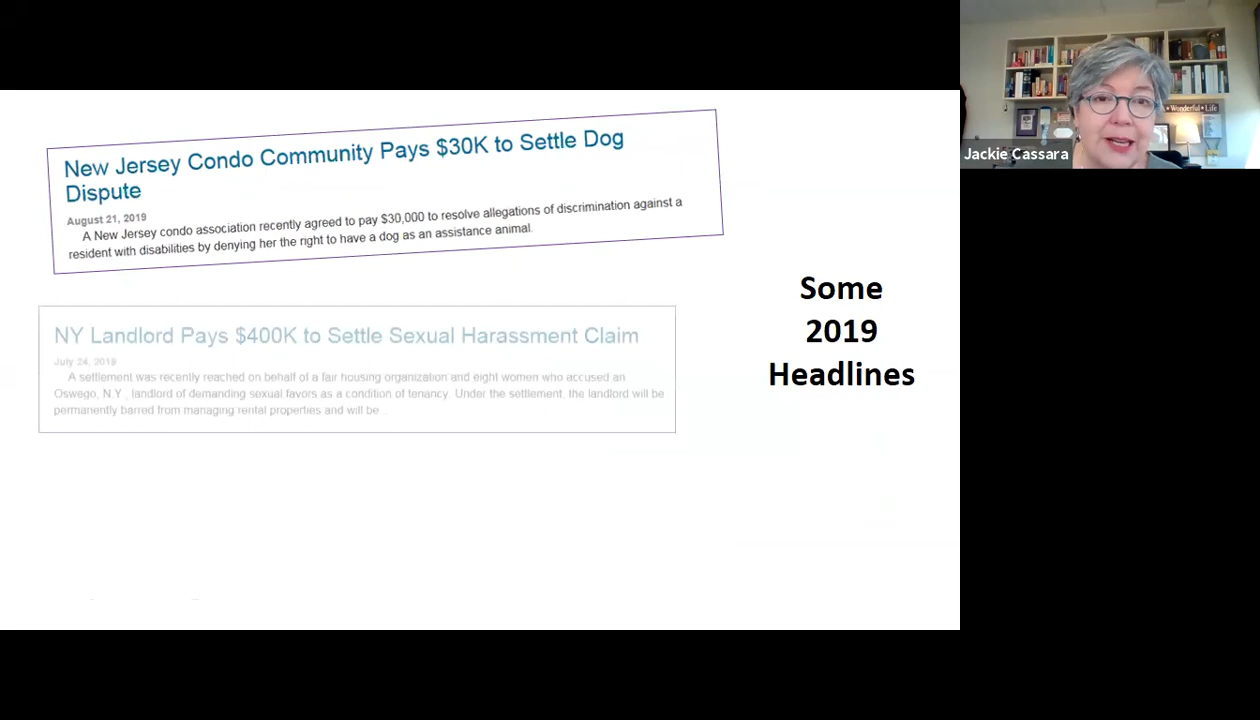 New Jersey Condo Community Pays $30K to Settle Dog
Dispute
August 21, 2019
A New Jersey condo association recently agreed to pay $30,000 to resolve allegations of discrimination against a
resident with disabilities by denying her the right to have a dog as an assistance animal.
NY Landlord Pays $400K to Settle Sexual Harassment Claim
July 24, 2019
A settlement was recently reached on behalf of a fair housing organization and eight women who accused an
Oswego, N.Y., landlord of demanding sexual favors as a condition of tenancy. Under the settlement, the landlord will be
permanently barred from managing rental properties and will be...
Some
2019
Headlines
Wonderful Life
Jackie Cassara